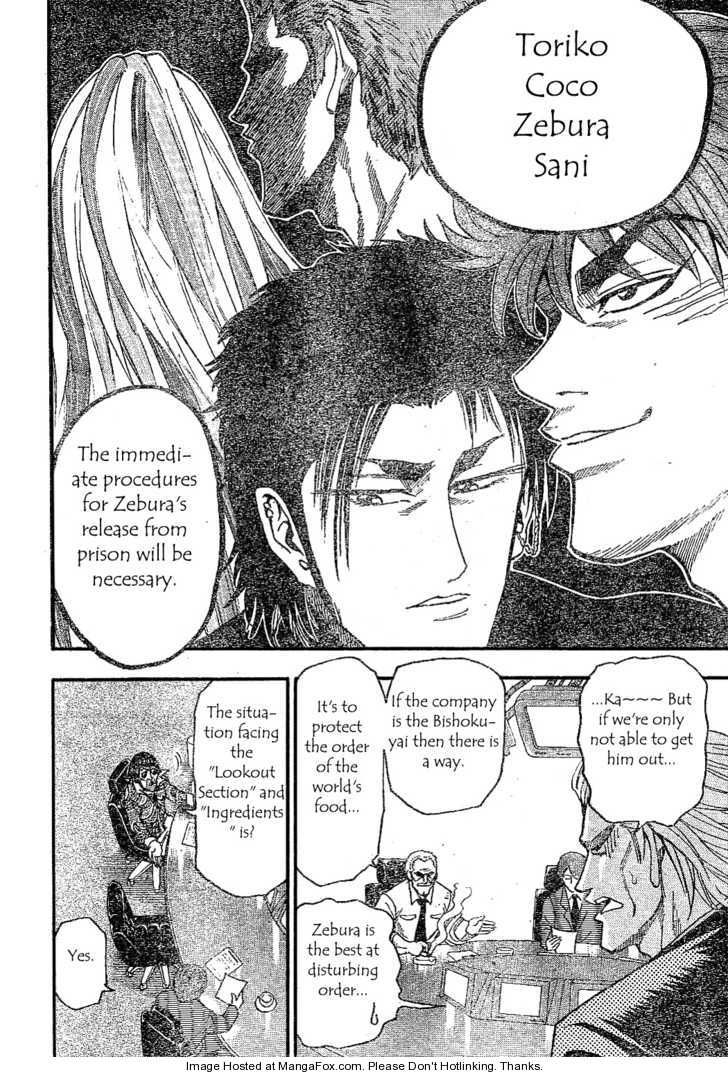 Toriko
Coco
Zebura
Sani
The immedi-
ate procedures
for Zebura's
release from
prison will be
necessary.
...Ka~~~ But
if we're only
not able to get
him out...
If the company
is the Bishoku-
yai then there is
a way.
It's to
protect
the order
of the
world's
food...
Zebura is
the best at
disturbing
order...
The situa-
tion facing
the
"Lookout
Section" and
"Ingredients
" is?
Yes.
Image Hosted at MangaFox.com. Please Don't Hotlinking. Thanks.